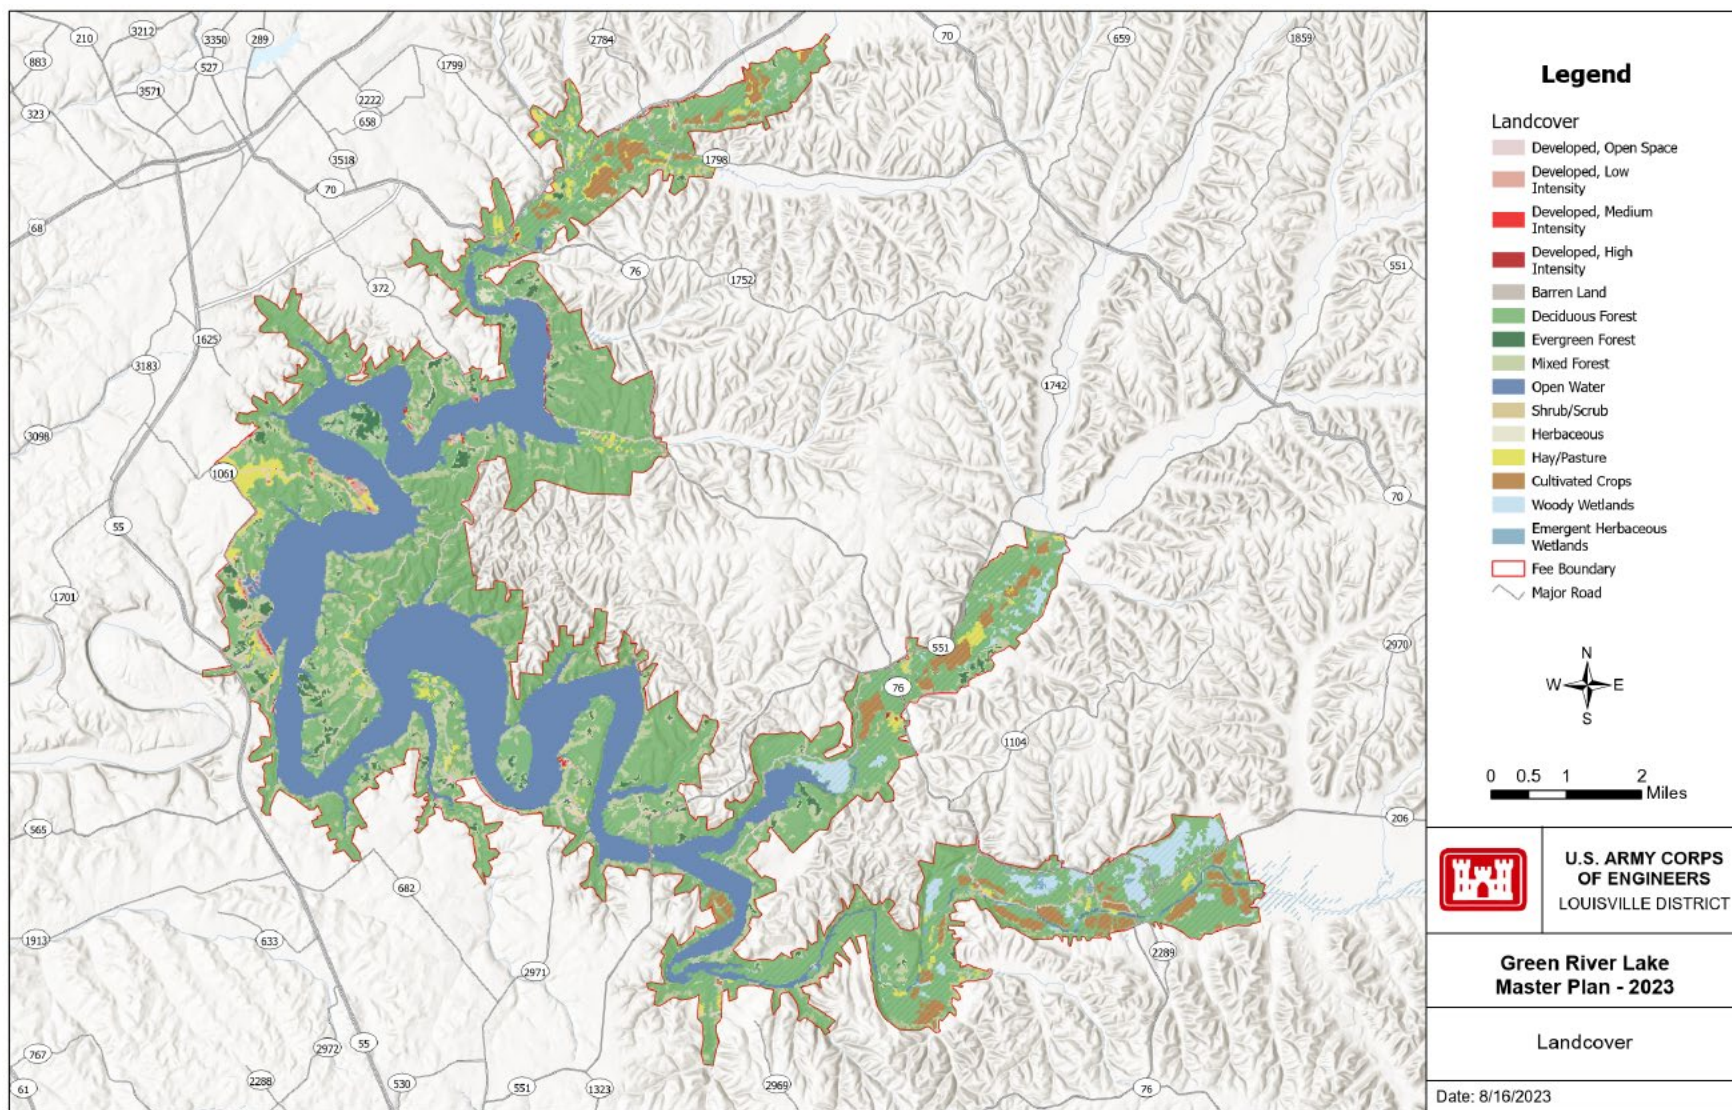 210
3212
3350
289
2784
70
659
1859
883
527
1799
3571
2222
323
658
3518
1798
70
68
76
1752
551
372
1625
3183
1742
3098
1061
70
55
1701
551
2970
76
1104
565
206
682
1913
633
2289
2971
767
2972
55
61
2288
530
551
1323
2969
76
Legend
Landcover
Developed, Open Space
Developed, Low
Intensity
Developed, Medium
Intensity
Developed, High
Intensity
Barren Land
Deciduous Forest
Evergreen Forest
Mixed Forest
Open Water
Shrub/Scrub
Herbaceous
Hay/Pasture
Cultivated Crops
Woody Wetlands
Emergent Herbaceous
Wetlands
Fee Boundary
Major Road
N
W E
S
0 0.5 1 2
Miles
U.S. ARMY CORPS
OF ENGINEERS
LOUISVILLE DISTRICT
Green River Lake
Master Plan - 2023
Landcover
Date: 8/16/2023